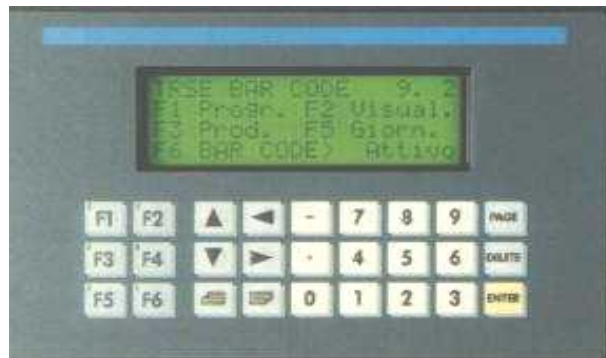 TRSE BAR CODE 9. 2
F1 Progr. F2 Visual.
F3 Prod. F5 Giorn.
F6 BAR CODE> Attivo
F1 F2 - 7 8 9 PAGE
F3 F4 . 4 5 6 DELETE
F5 F6 0 1 2 3 ENTER